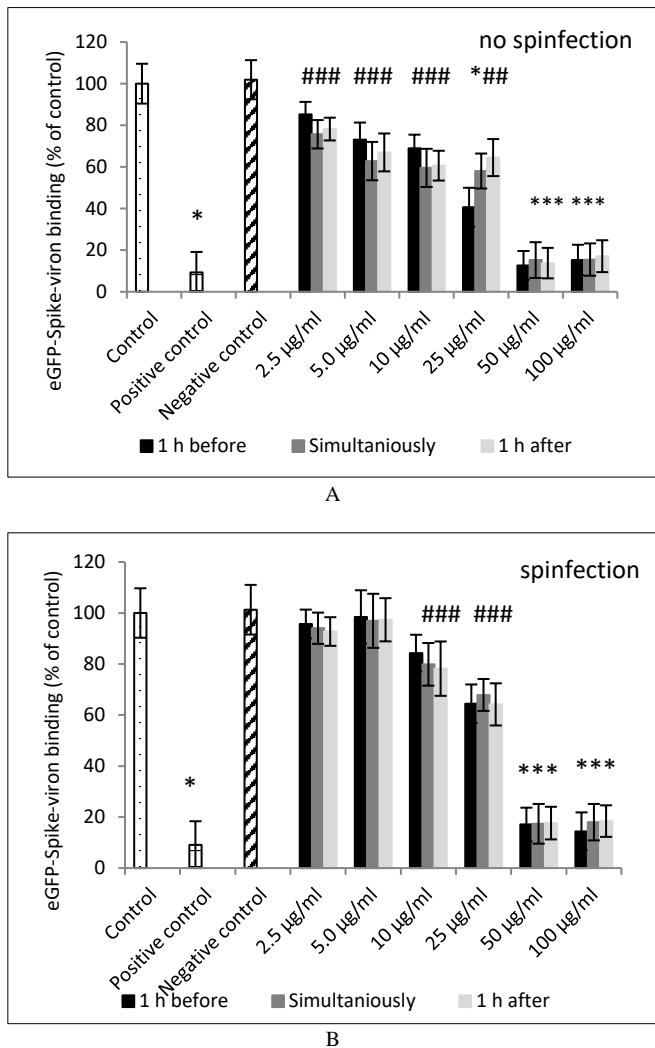 no spinfection
eGFP-Spike-viron binding (% of control)
120
100
80
60
40
20
0
*
###
###
###
*##
***
***
Control
Positive control
Negative control
2.5 µg/ml
5.0 µg/ml
10 µg/ml
25 µg/ml
50 µg/ml
100 µg/ml
1 h before
Simultaniously
1 h after
A
spinfection
eGFP-Spike-viron binding (% of control)
120
100
80
60
40
20
0
*
###
###
***
***
Control
Positive control
Negative control
2.5 µg/ml
5.0 µg/ml
10 µg/ml
25 µg/ml
50 µg/ml
100 µg/ml
1 h before
Simultaniously
1 h after
B